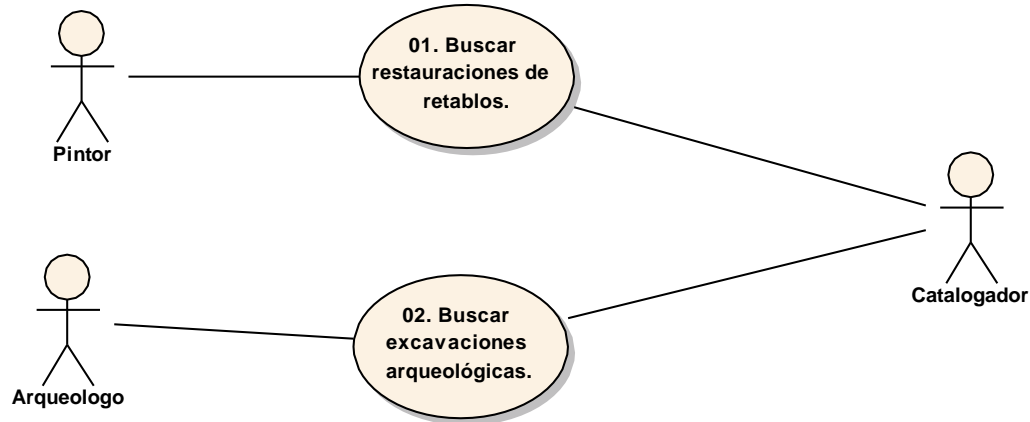 01. Buscar
restauraciones de
retablos.
Pintor
Catalogador
02. Buscar
excavaciones
arqueológicas.
Arqueologo